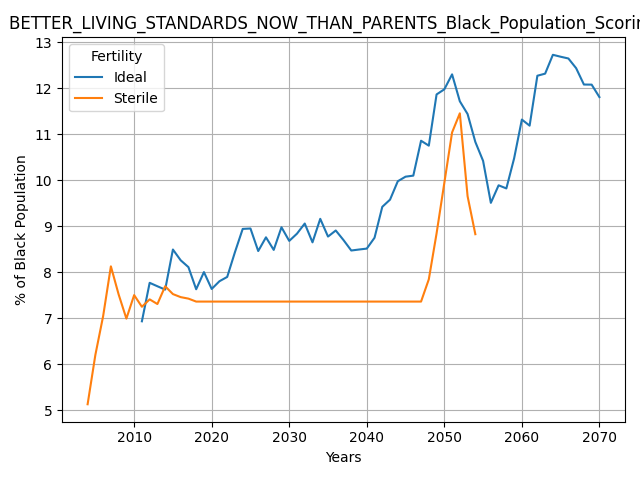 BETTER_LIVING_STANDARDS_NOW_THAN_PARENTS_Black_Population_Scorin
13
12
11
10
9
8
7
6
5
% of Black Population
Fertility
Ideal
Sterile
2010 2020 2030 2040 2050 2060 2070
Years